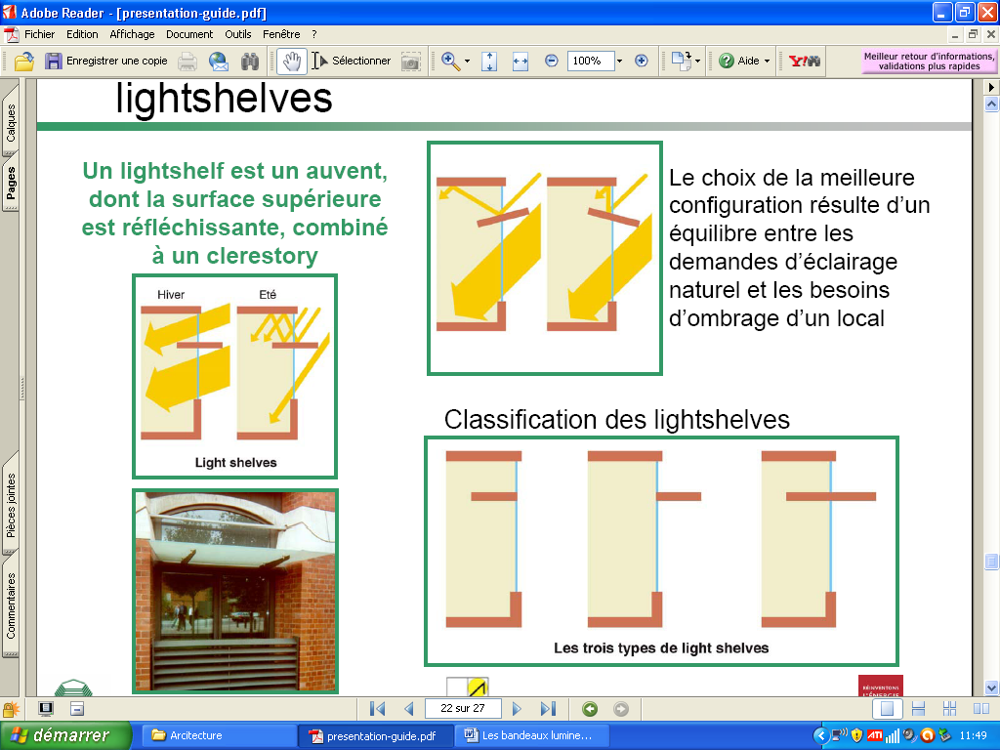 Adobe Reader - [presentation-guide.pdf]
Fichier Edition Affichage Document Outils Fenêtre ?
Enregistrer une copie Sélectionner 100% Aide Y! Meilleur retour d'informations, validations plus rapides
Calques
Pages
Pièces jointes
Commentaires
lightshelves
Un lightshelf est un auvent,
dont la surface supérieure
est réfléchissante, combiné
à un clerestory
Hiver Eté
Light shelves
Le choix de la meilleure
configuration résulte d'un
équilibre entre les
demandes d'éclairage
naturel et les besoins
d'ombrage d'un local
Classification des lightshelves
Les trois types de light shelves
RÉINVENTONS
L'ÉNERGIE
22 sur 27
démarrer Arcitecture presentation-guide.pdf Les bandeaux lumine... ATI 11:49